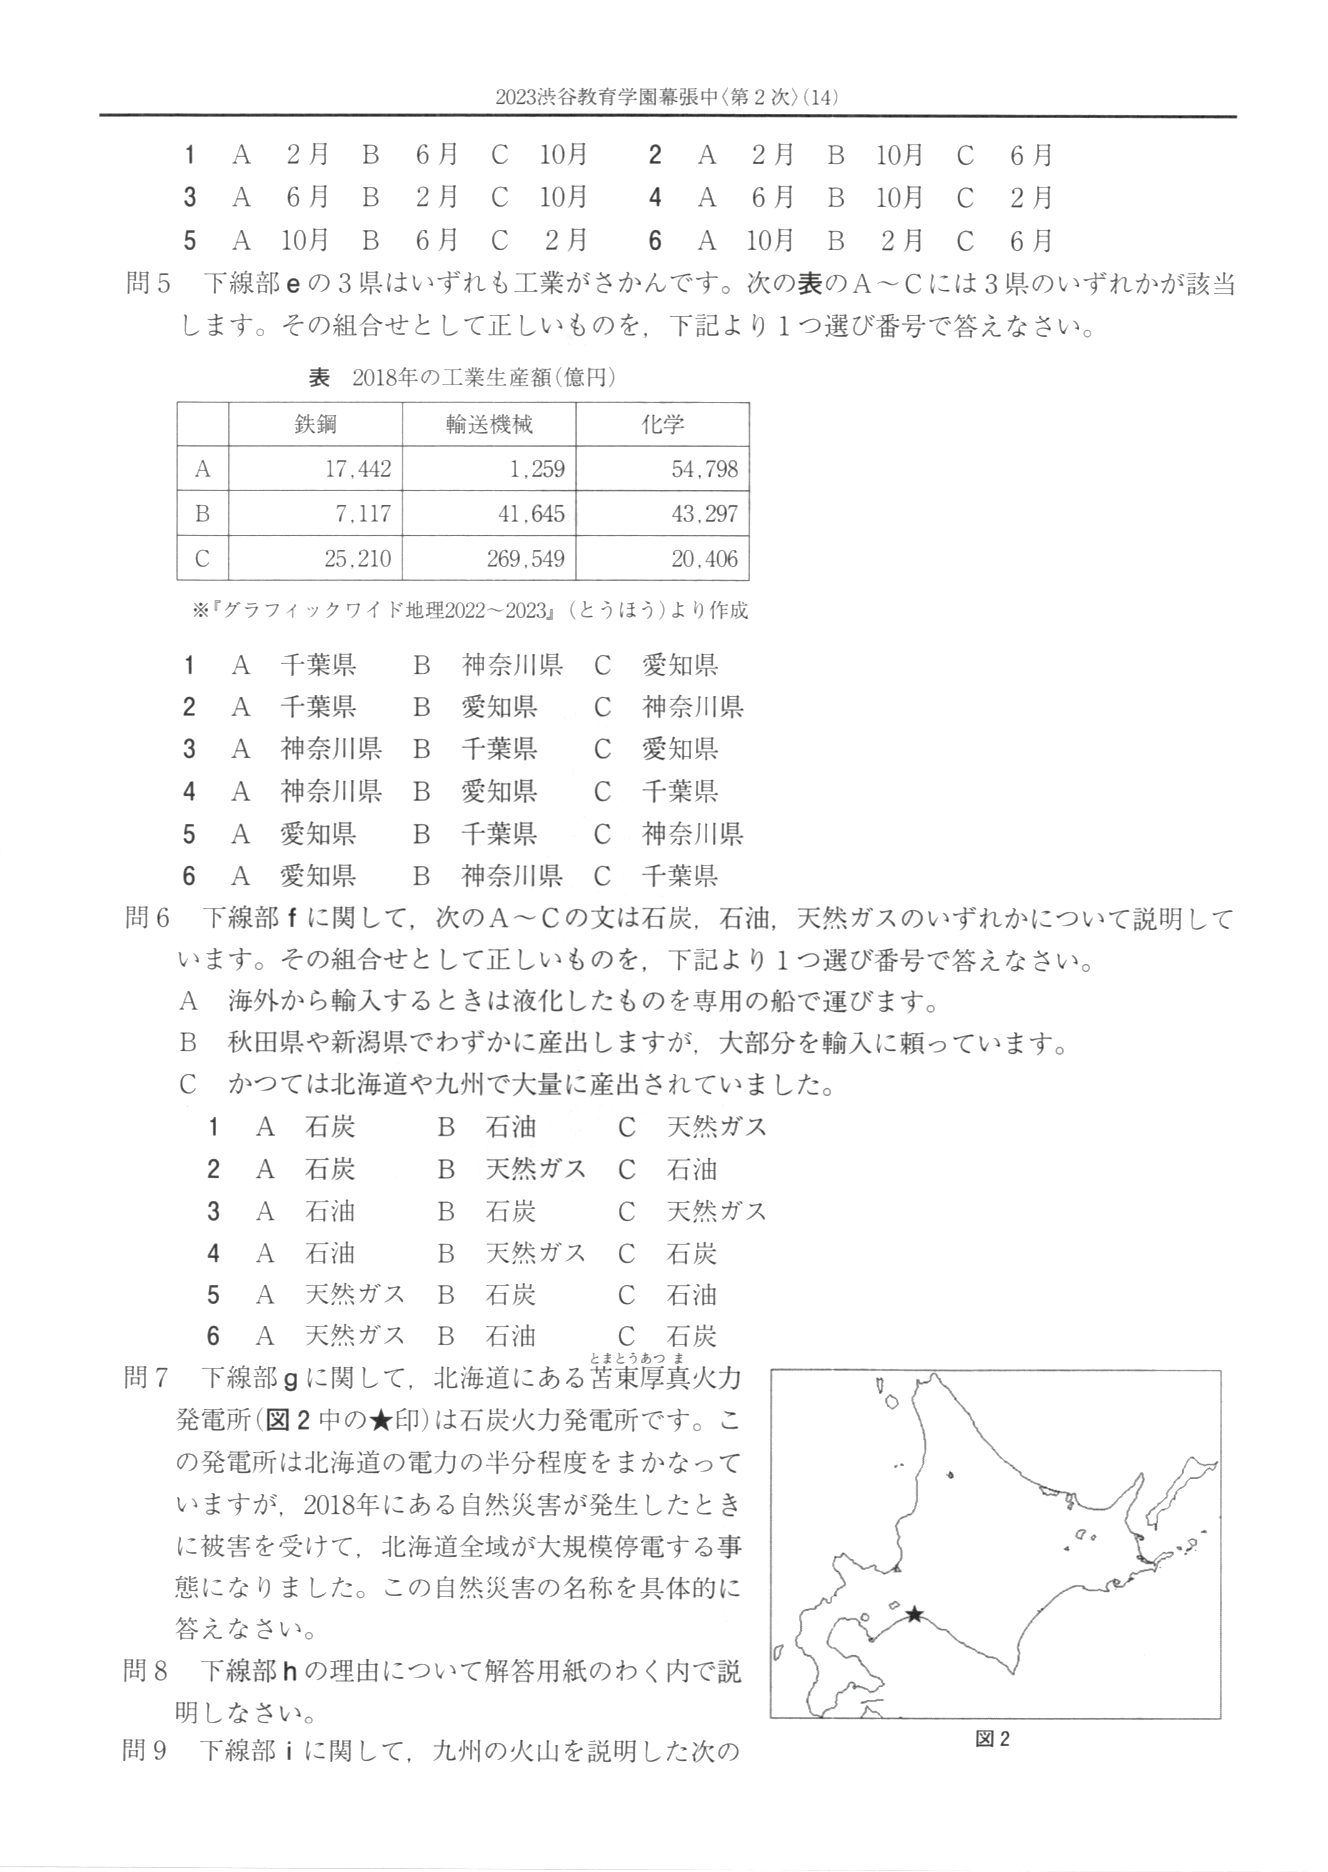 2023渋谷教育学園幕張中〈第2次〉(14)
1 A 2月 B 6月 C 10月 2 A 2月 B 10月 C 6月
3 A 6月 B 2月 C 10月 4 A 6月 B 10月 C 2月
5 A 10月 B 6月 C 2月 6 A 10月 B 2月 C 6月
問5 下線部eの3県はいずれも工業がさかんです。次の表のA～Cには3県のいずれかが該当
します。その組合せとして正しいものを，下記より1つ選び番号で答えなさい。
表 2018年の工業生産額(億円)
鉄鋼 輸送機械 化学
A 17,442 1,259 54,798
B 7,117 41,645 43,297
C 25,210 269,549 20,406
※『グラフィックワイド地理2022～2023』(とうほう)より作成
1 A 千葉県 B 神奈川県 C 愛知県
2 A 千葉県 B 愛知県 C 神奈川県
3 A 神奈川県 B 千葉県 C 愛知県
4 A 神奈川県 B 愛知県 C 千葉県
5 A 愛知県 B 千葉県 C 神奈川県
6 A 愛知県 B 神奈川県 C 千葉県
問6 下線部fに関して，次のA～Cの文は石炭，石油，天然ガスのいずれかについて説明して
います。その組合せとして正しいものを，下記より1つ選び番号で答えなさい。
A 海外から輸入するときは液化したものを専用の船で運びます。
B 秋田県や新潟県でわずかに産出しますが，大部分を輸入に頼っています。
C かつては北海道や九州で大量に産出されていました。
1 A 石炭 B 石油 C 天然ガス
2 A 石炭 B 天然ガス C 石油
3 A 石油 B 石炭 C 天然ガス
4 A 石油 B 天然ガス C 石炭
5 A 天然ガス B 石炭 C 石油
6 A 天然ガス B 石油 C 石炭
とまとうあつ ま
問7 下線部gに関して，北海道にある苫東厚真火力
発電所(図2中の★印)は石炭火力発電所です。こ
の発電所は北海道の電力の半分程度をまかなって
いますが，2018年にある自然災害が発生したとき
に被害を受けて，北海道全域が大規模停電する事
態になりました。この自然災害の名称を具体的に
答えなさい。
問8 下線部hの理由について解答用紙のわく内で説
明しなさい。
問9 下線部iに関して，九州の火山を説明した次の
★
図2